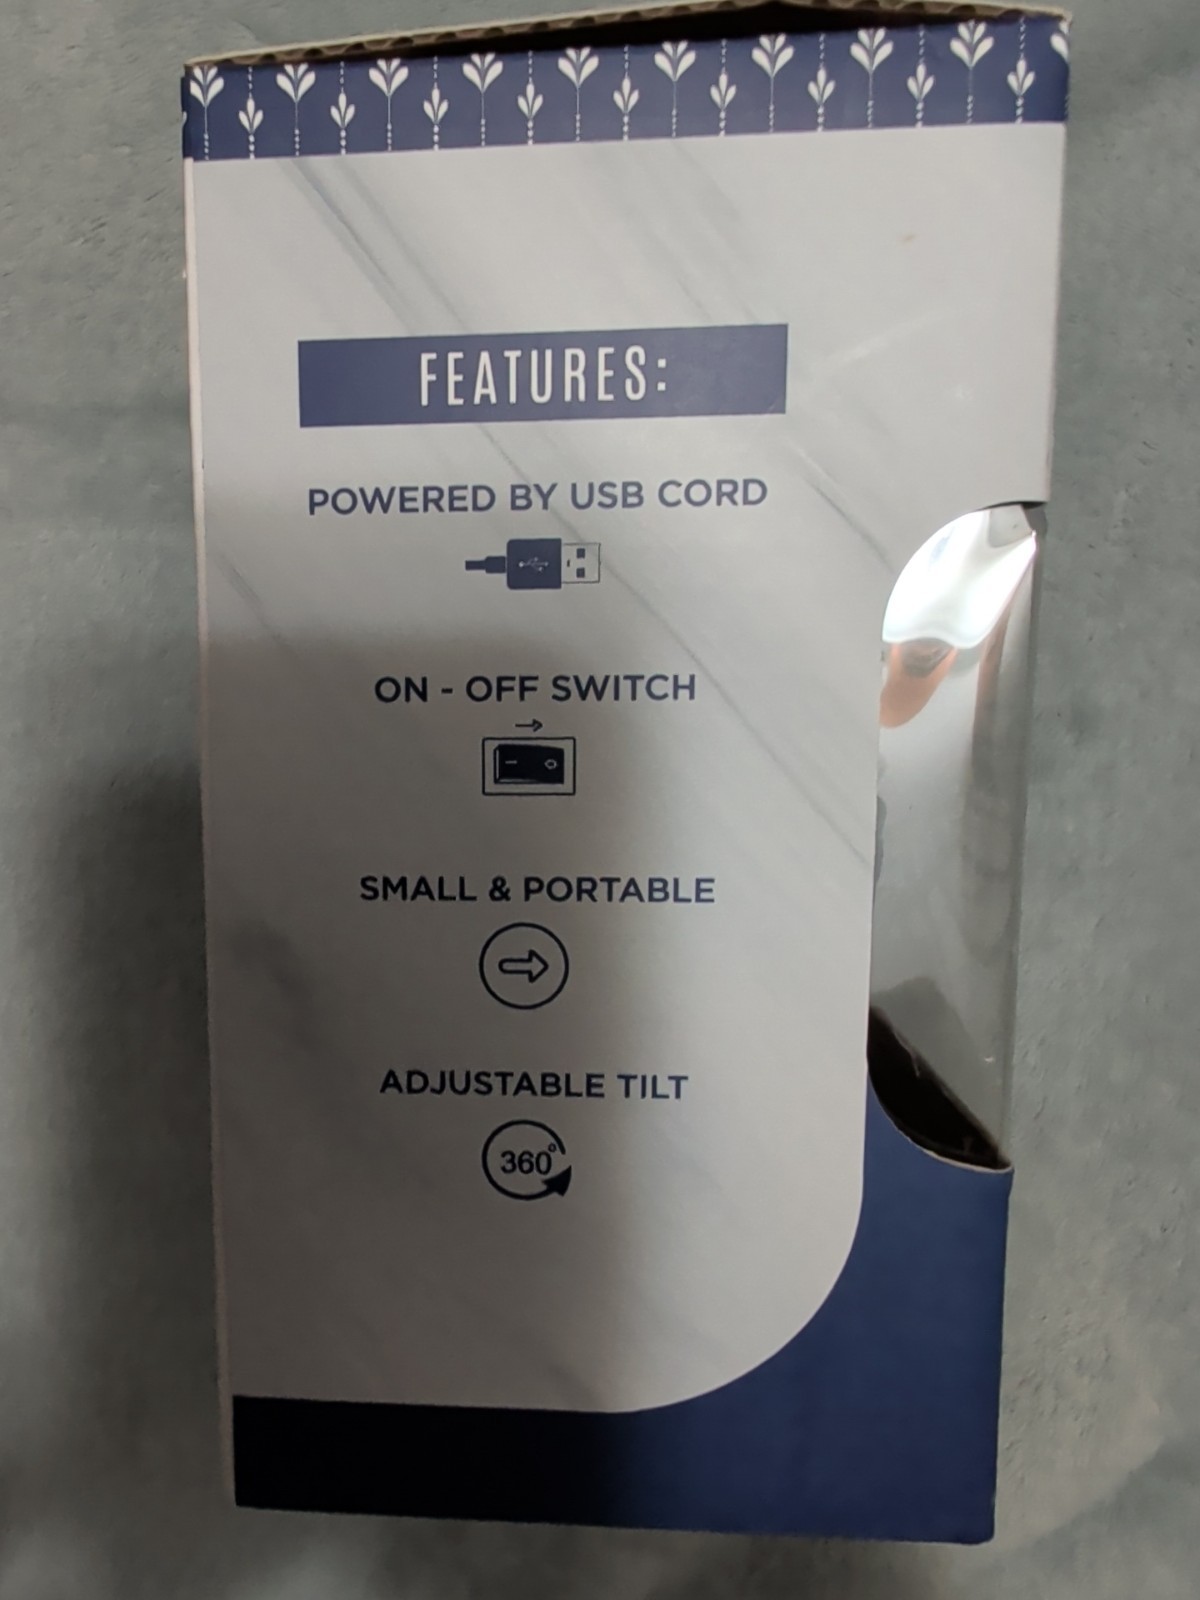 FEATURES:
POWERED BY USB CORD
ON - OFF SWITCH
SMALL & PORTABLE
ADJUSTABLE TILT
360°